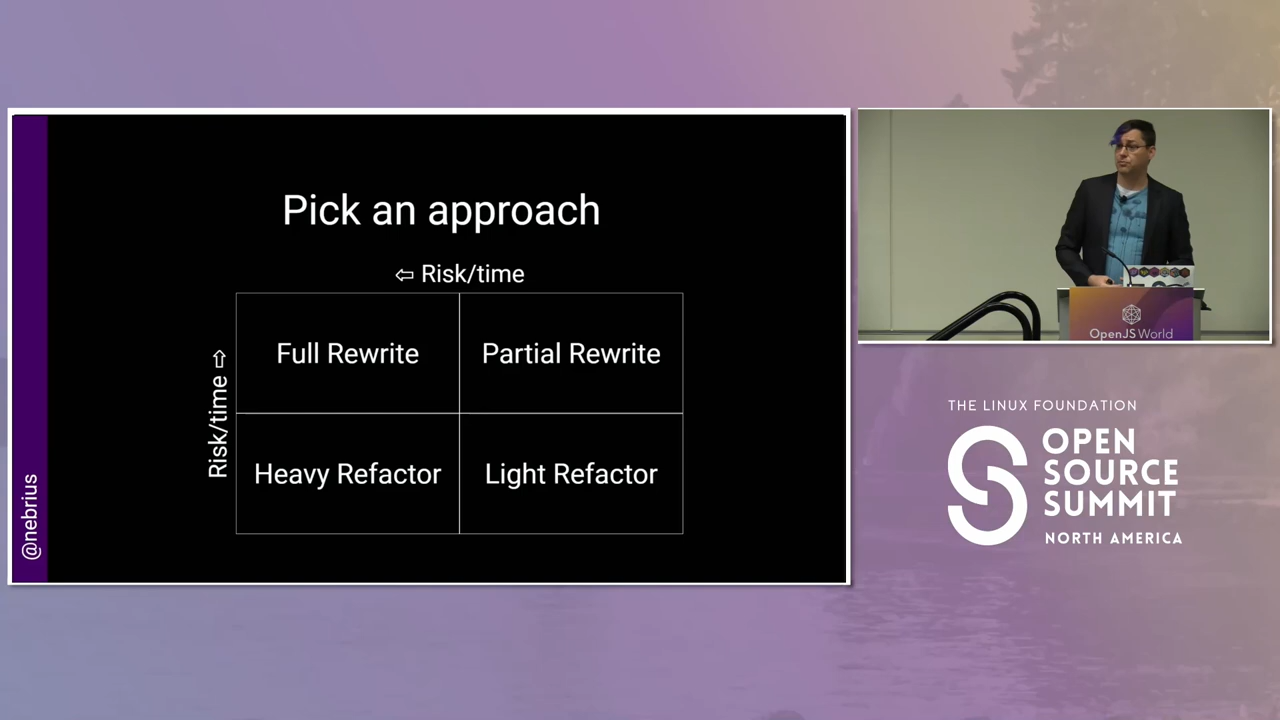 Pick an approach
⇦ Risk/time
Risk/time ⇨
Full Rewrite
Partial Rewrite
Heavy Refactor
Light Refactor
@nebrius
OpenJS World
THE LINUX FOUNDATION
OPEN
SOURCE
SUMMIT
NORTH AMERICA